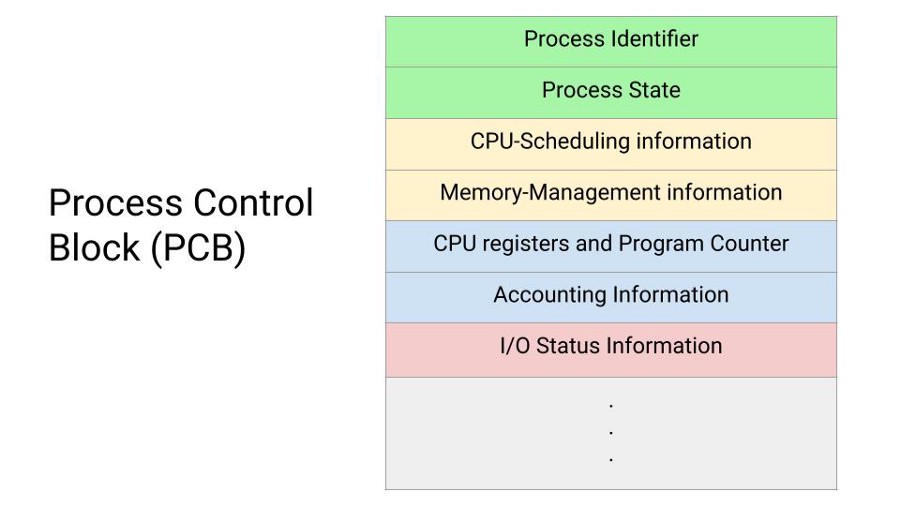 Process Control
Block (PCB)
Process Identifier
Process State
CPU-Scheduling information
Memory-Management information
CPU registers and Program Counter
Accounting Information
I/O Status Information
.
.
.